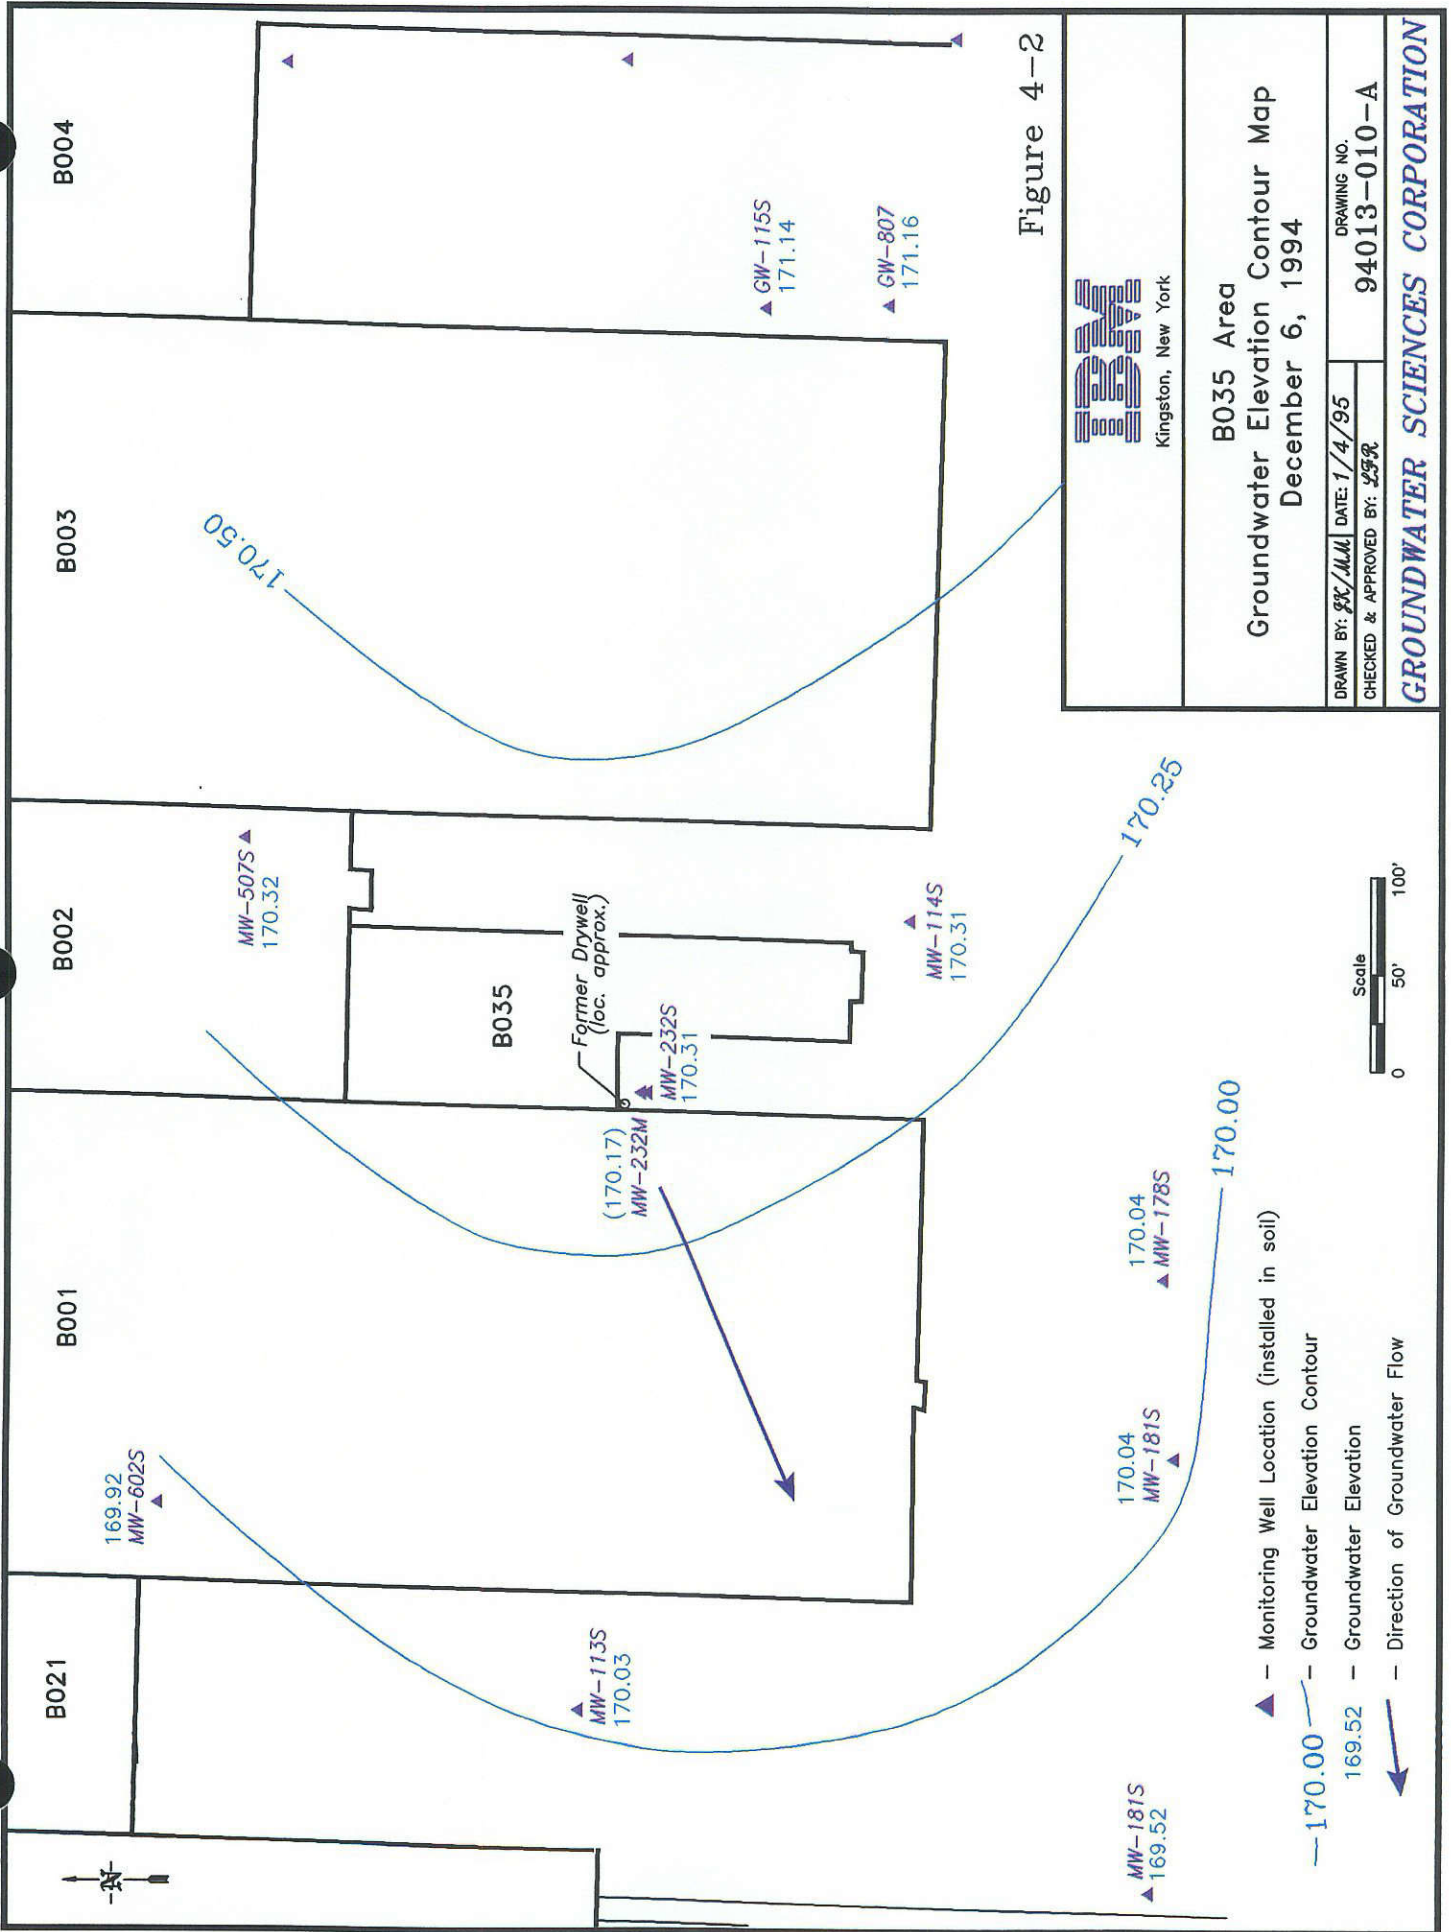 B021
B001
B002
B003
B004
169.92
MW-602S
MW-507S
170.32
170.50
B035
Former Drywell
(loc. approx.)
MW-113S
170.03
(170.17)
MW-232M
MW-232S
170.31
GW-115S
171.14
GW-807
171.16
MW-114S
170.31
MW-181S
169.52
170.04
MW-181S
170.04
MW-178S
170.00
170.25
N
Figure 4-2
- Monitoring Well Location (installed in soil)
170.00 - Groundwater Elevation Contour
169.52 - Groundwater Elevation
- Direction of Groundwater Flow
Scale
0 50' 100'
IBM
Kingston, New York
B035 Area
Groundwater Elevation Contour Map
December 6, 1994
DRAWN BY: JK/MM DATE: 1/4/95
CHECKED & APPROVED BY: LFR
DRAWING NO.
94013-010-A
GROUNDWATER SCIENCES CORPORATION